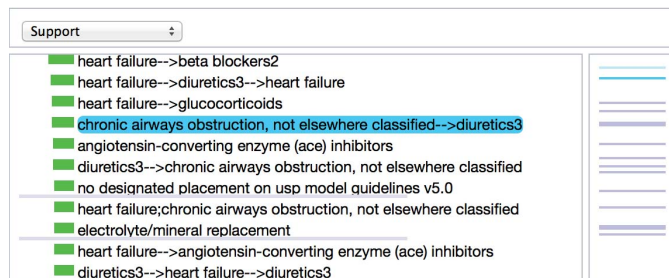 Support
heart failure-->beta blockers2
heart failure-->diuretics3-->heart failure
heart failure-->glucocorticoids
chronic airways obstruction, not elsewhere classified-->diuretics3
angiotensin-converting enzyme (ace) inhibitors
diuretics3-->chronic airways obstruction, not elsewhere classified
no designated placement on usp model guidelines v5.0
heart failure;chronic airways obstruction, not elsewhere classified
electrolyte/mineral replacement
heart failure-->angiotensin-converting enzyme (ace) inhibitors
diuretics3-->heart failure-->diuretics3